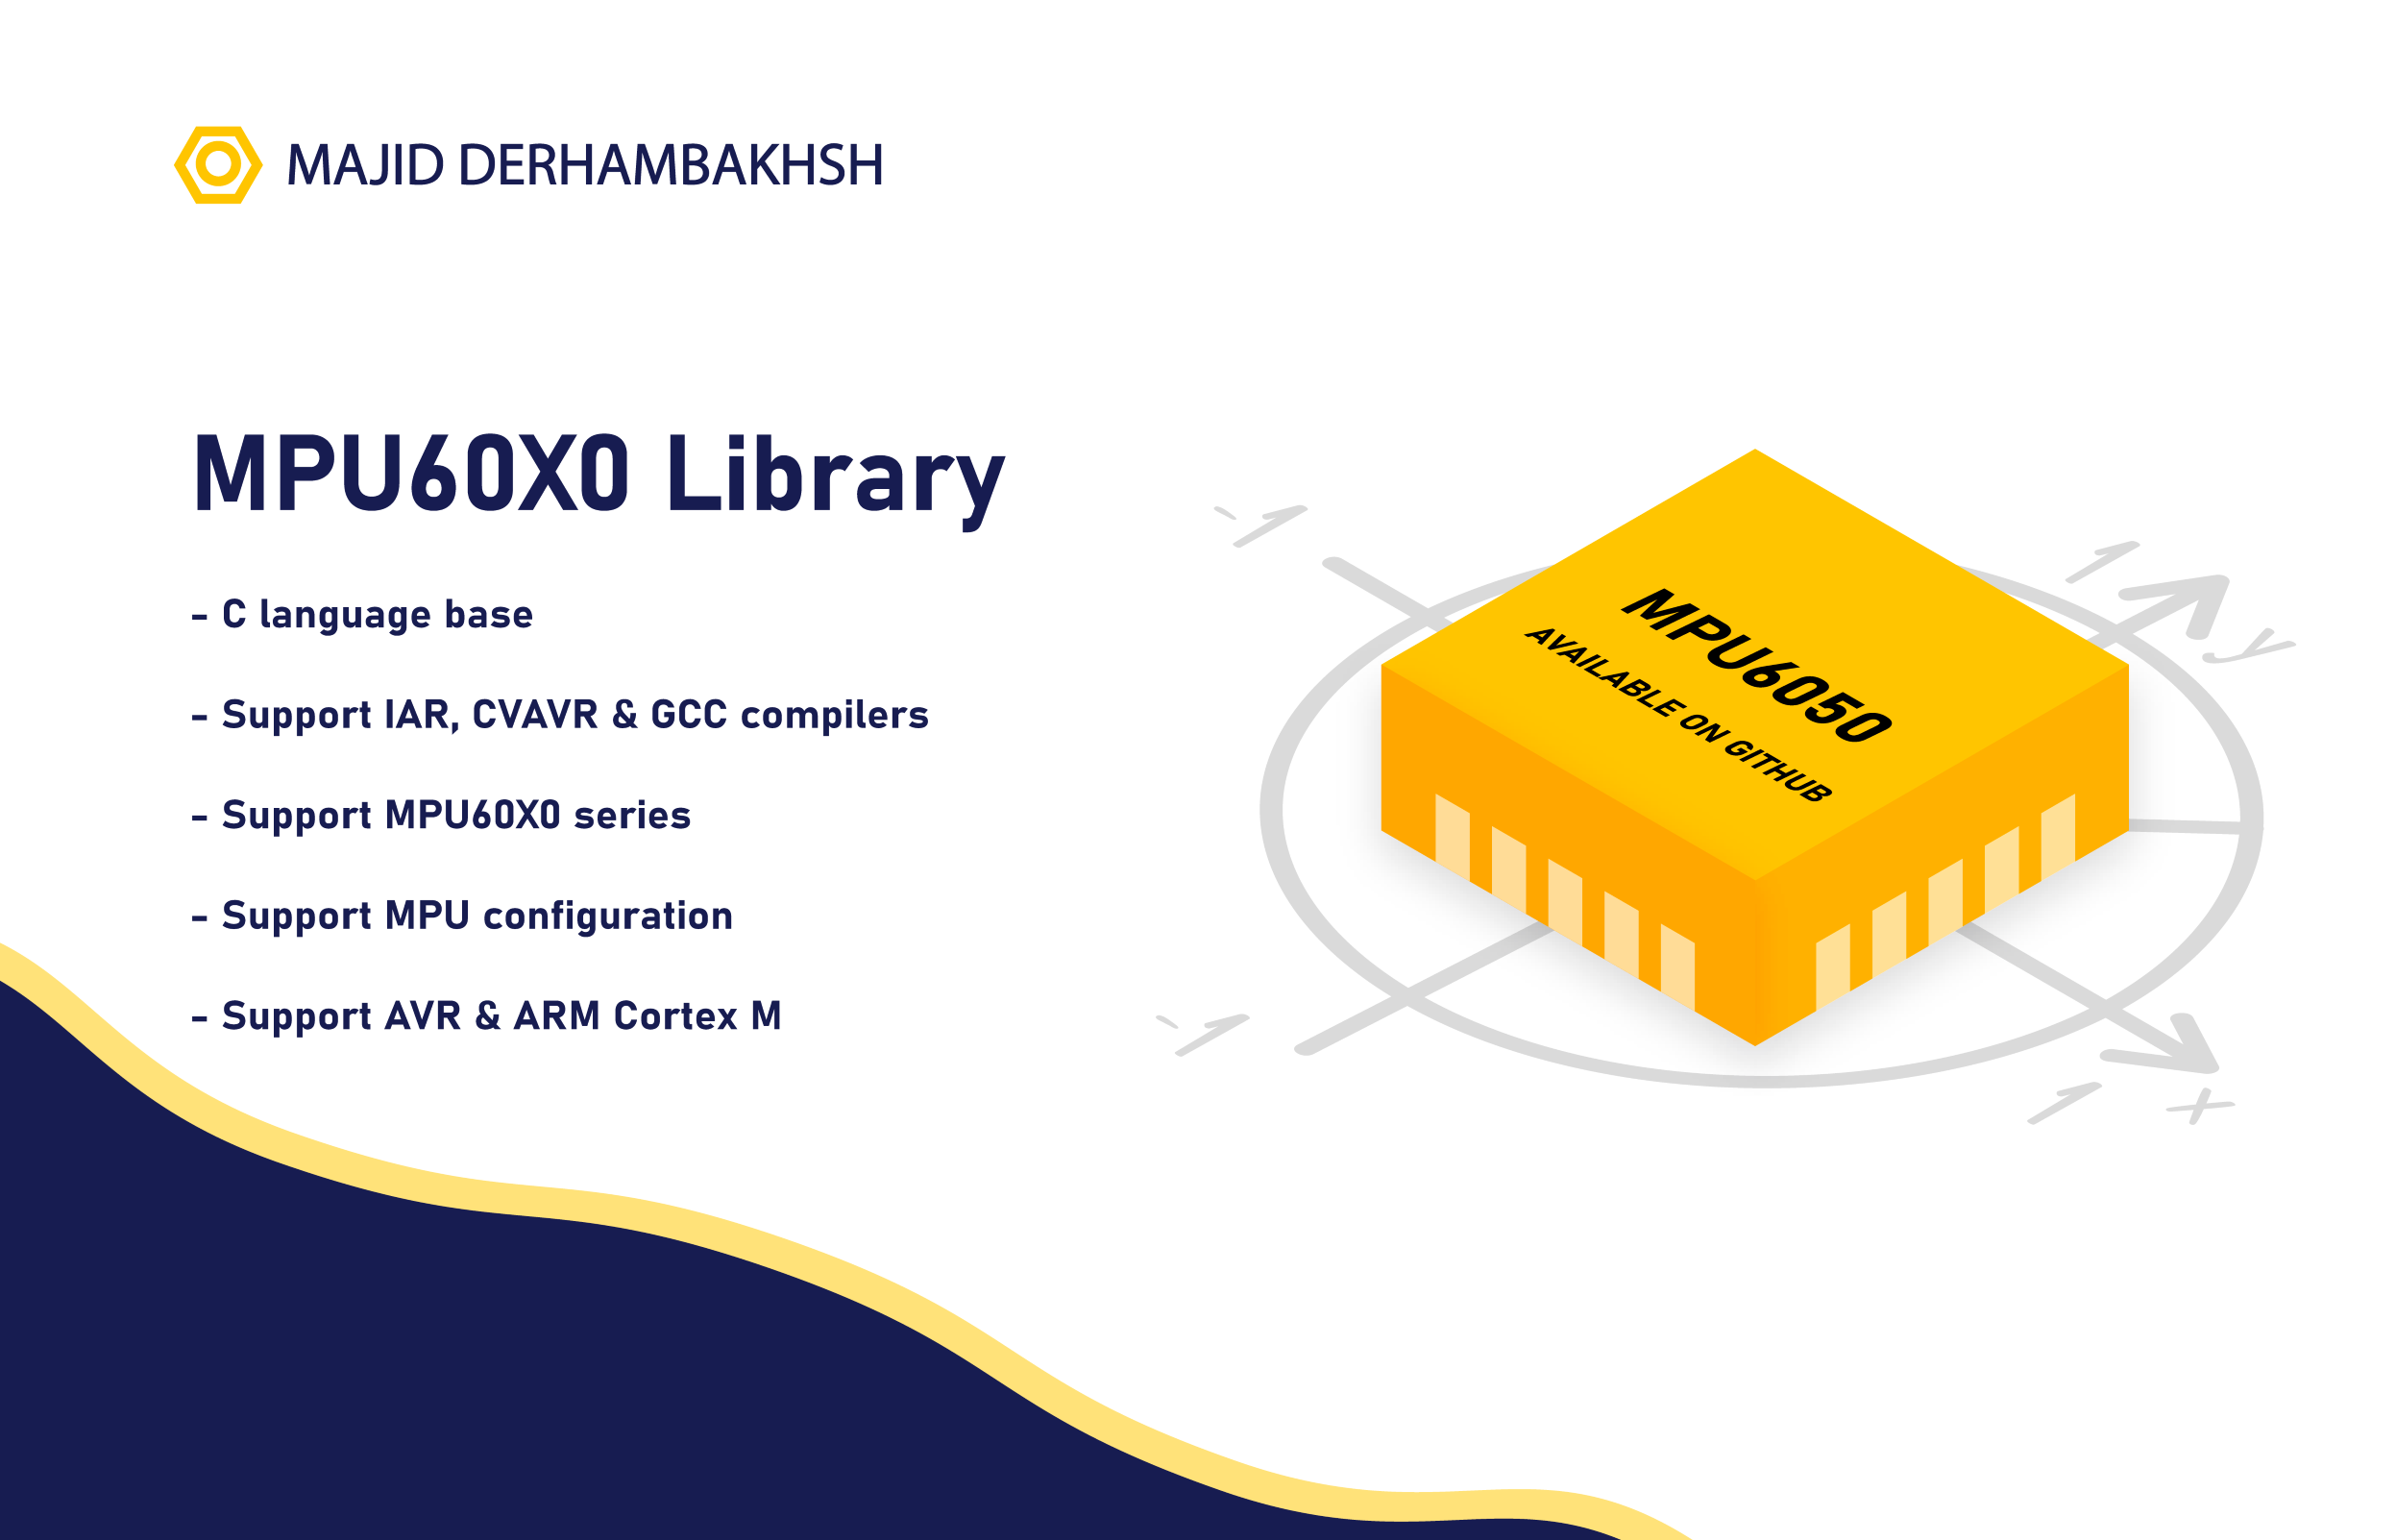 MAJID DERHAMBAKHSH
MPU60X0 Library
- C language base
- Support IAR, CVAVR & GCC compilers
- Support MPU60X0 series
- Support MPU configuration
- Support AVR & ARM Cortex M
MPU6050
AVAILABLE ON GITHUB
-1
1
y
-1
1
x